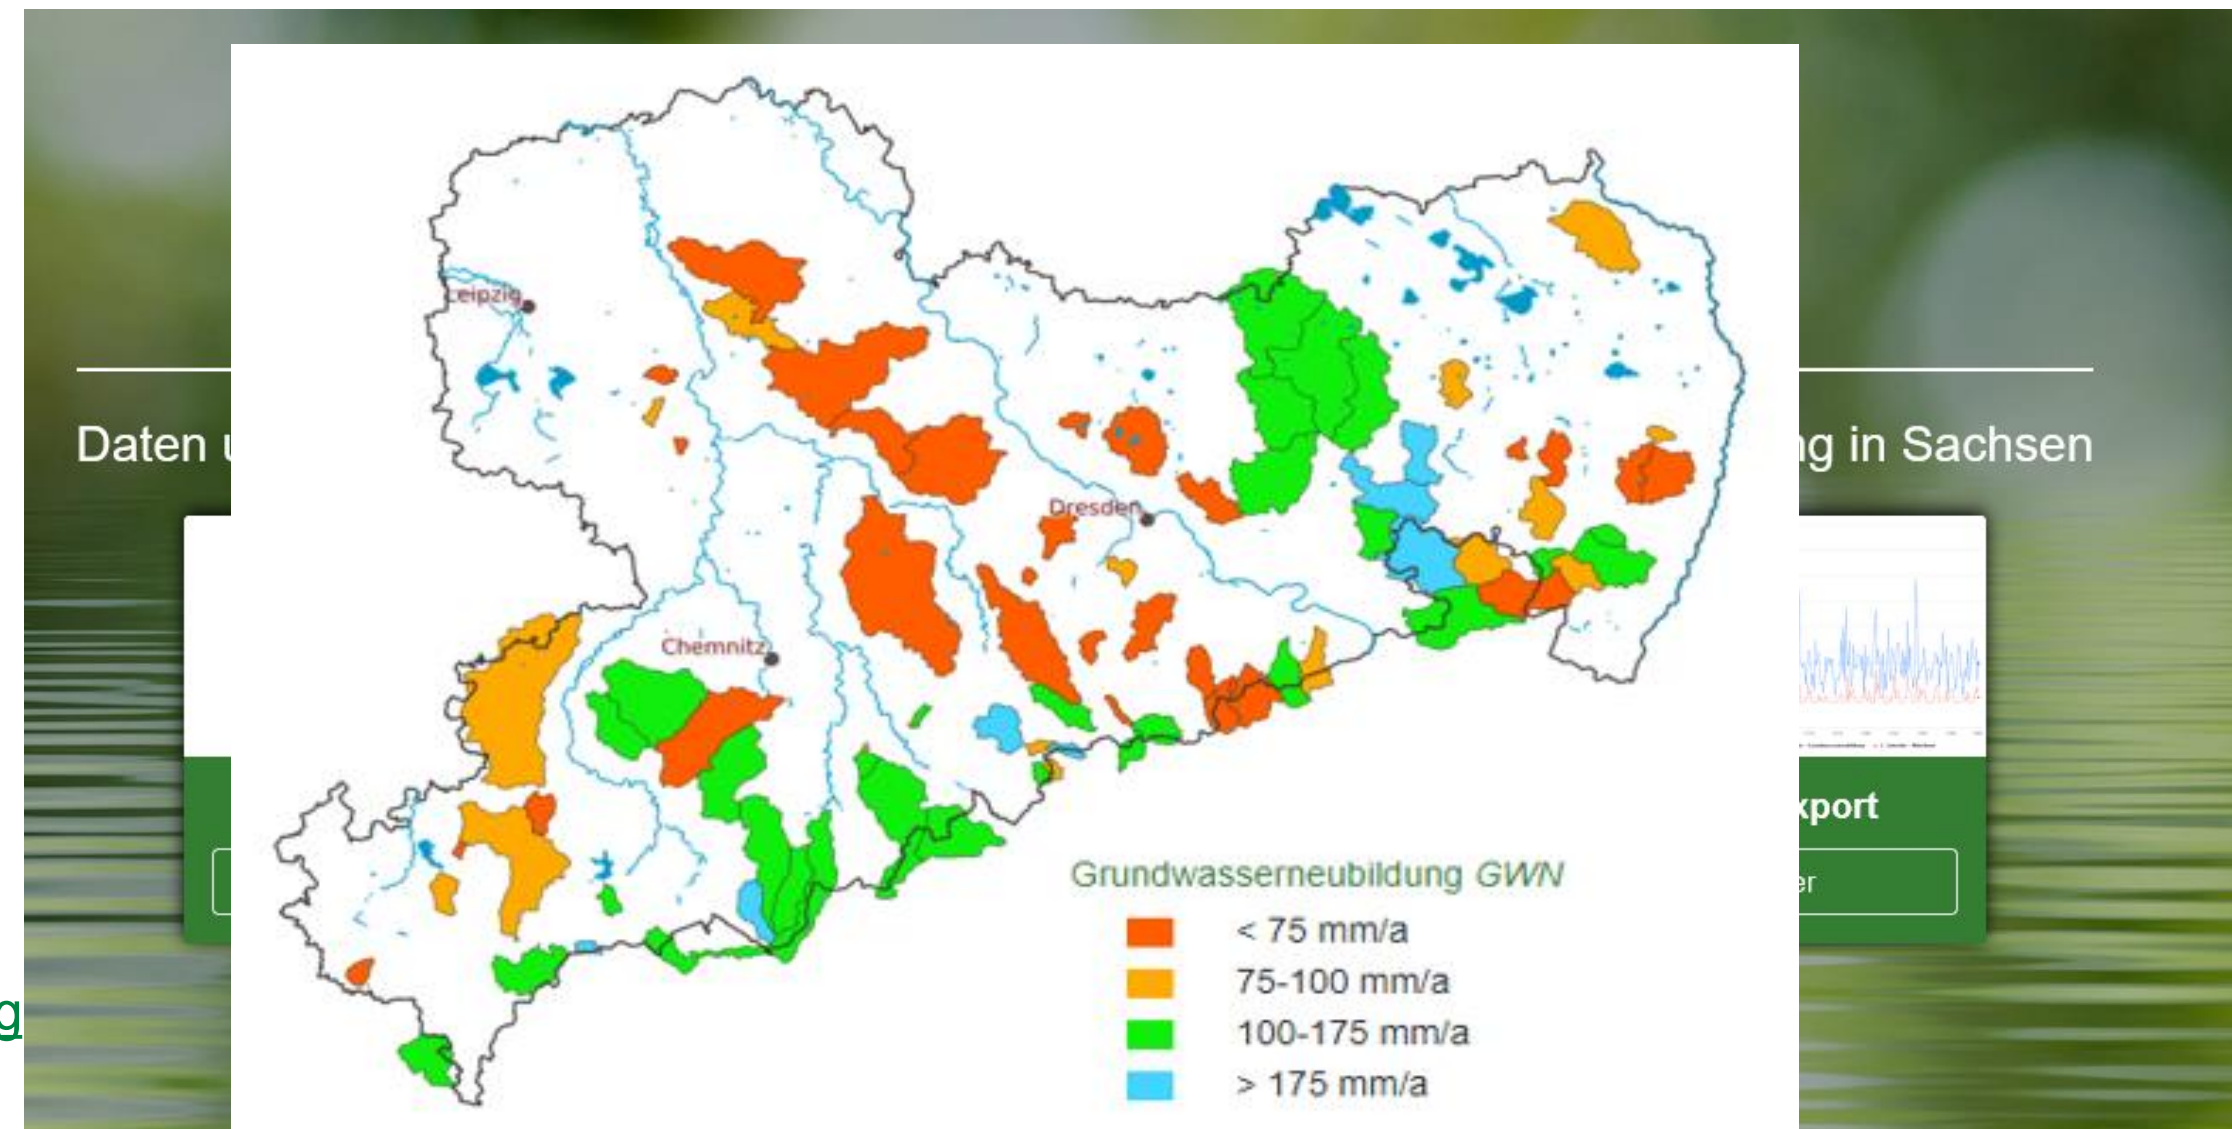 Leipzig
Daten u
ng in Sachsen
Dresden
Chemnitz
xport
Grundwasserneubildung GWN
er
< 75 mm/a
75-100 mm/a
g
100-175 mm/a
> 175 mm/a